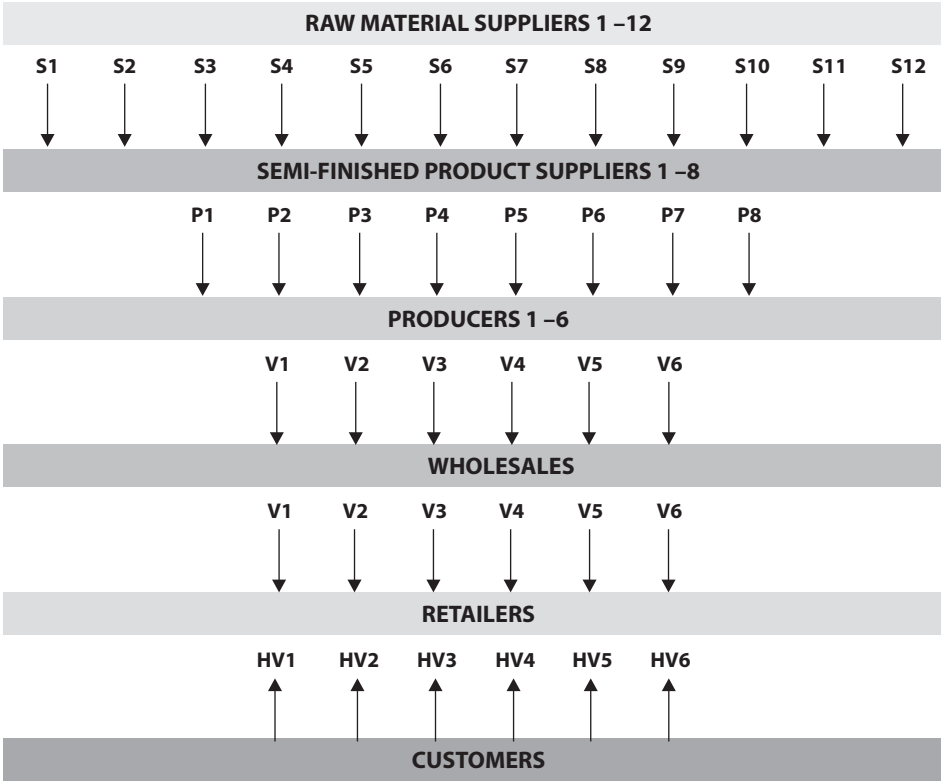 RAW MATERIAL SUPPLIERS 1 –12
S1 S2 S3 S4 S5 S6 S7 S8 S9 S10 S11 S12
SEMI-FINISHED PRODUCT SUPPLIERS 1 –8
P1 P2 P3 P4 P5 P6 P7 P8
PRODUCERS 1 –6
V1 V2 V3 V4 V5 V6
WHOLESALES
V1 V2 V3 V4 V5 V6
RETAILERS
HV1 HV2 HV3 HV4 HV5 HV6
CUSTOMERS